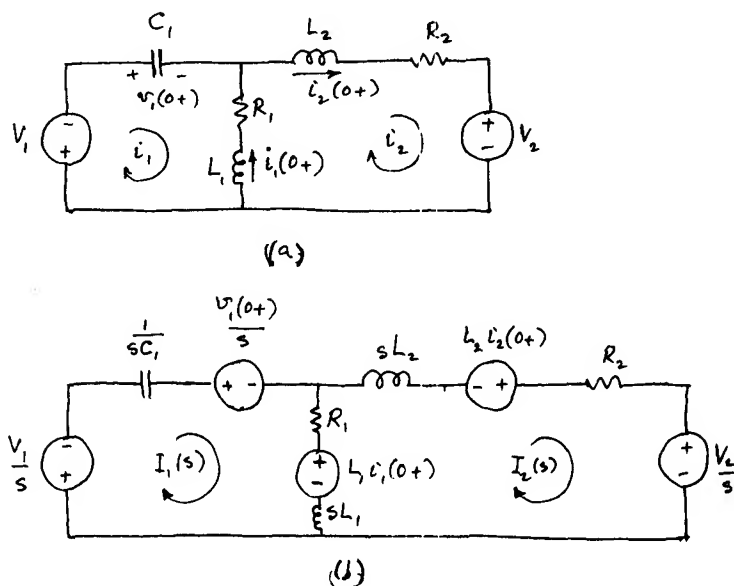 C₁
L₂
R₂
+ -
v₁(0+)
i₂(0+)
R₁
V₁
-
+
i₁
L₁
i₁(0+)
i₂
+
-
V₂
(a)
1/sC₁
v₁(0+)/s
+ -
sL₂
L₂ i₂(0+)
- +
R₂
R₁
V₁/s
-
+
I₁(s)
+
-
L₁ i₁(0+)
sL₁
I₂(s)
+
-
V₂/s
(b)